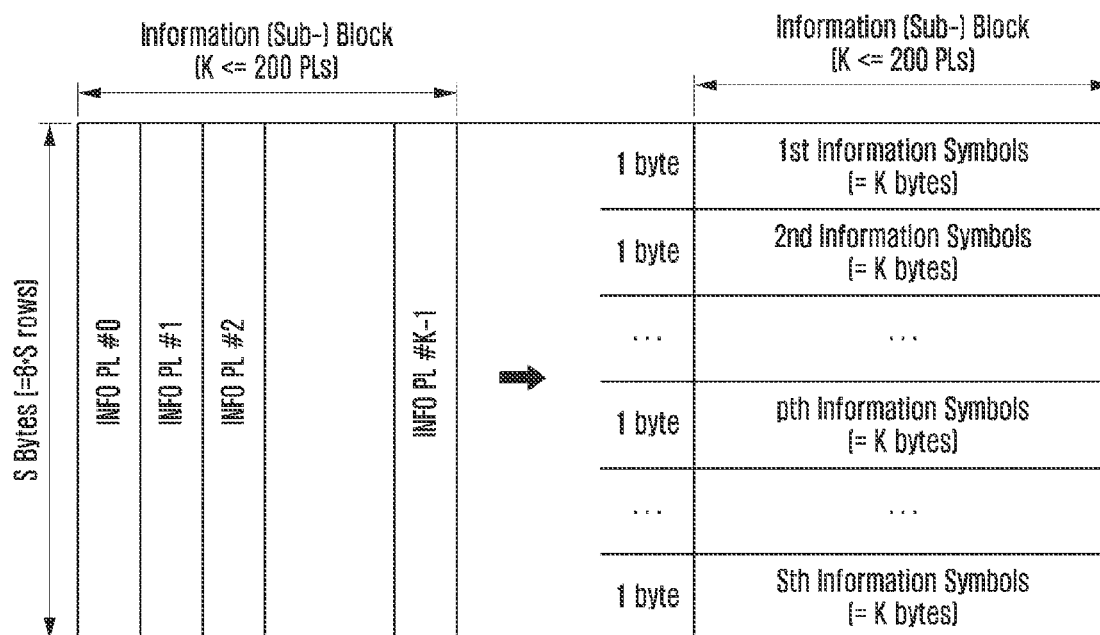 Information (Sub-) Block
(K <= 200 PLs)
Information (Sub-) Block
(K <= 200 PLs)
S Bytes (=8*S rows)
INFO PL #0
INFO PL #1
INFO PL #2
INFO PL #K-1
1 byte
1st Information Symbols
(= K bytes)
1 byte
2nd Information Symbols
(= K bytes)
...
...
1 byte
pth Information Symbols
(= K bytes)
...
...
1 byte
Sth Information Symbols
(= K bytes)